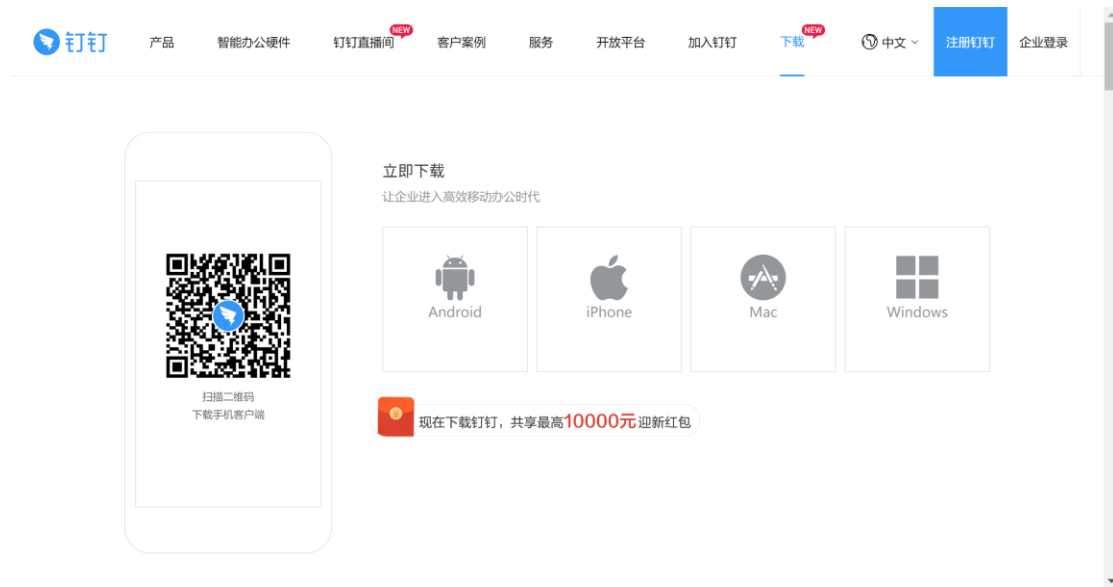 钉钉 产品 智能办公硬件 钉钉直播间 NEW 客户案例 服务 开放平台 加入钉钉 下载 NEW 中文 注册钉钉 企业登录
立即下载
让企业进入高效移动办公时代
Android iPhone Mac Windows
扫描二维码
下载手机客户端
现在下载钉钉，共享最高10000元迎新红包